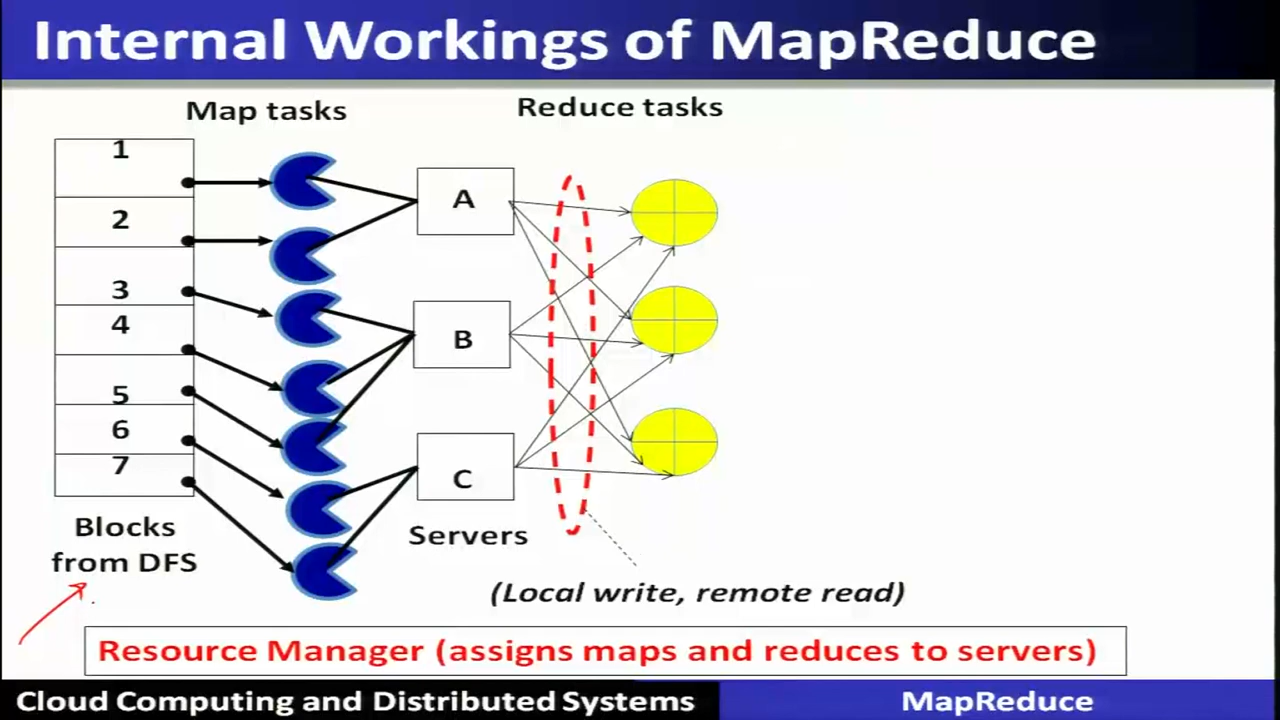 Internal Workings of MapReduce
Map tasks
Reduce tasks
1
2
3
4
5
6
7
A
B
C
Blocks
from DFS
Servers
(Local write, remote read)
Resource Manager (assigns maps and reduces to servers)
Cloud Computing and Distributed Systems
MapReduce